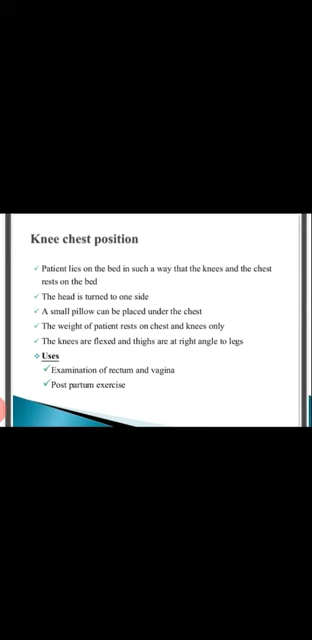 Knee chest position
✓ Patient lies on the bed in such a way that the knees and the chest
rests on the bed
✓ The head is turned to one side
✓ A small pillow can be placed under the chest
✓ The weight of patient rests on chest and knees only
✓ The knees are flexed and thighs are at right angle to legs
❖ Uses
✓ Examination of rectum and vagina
✓ Post partum exercise